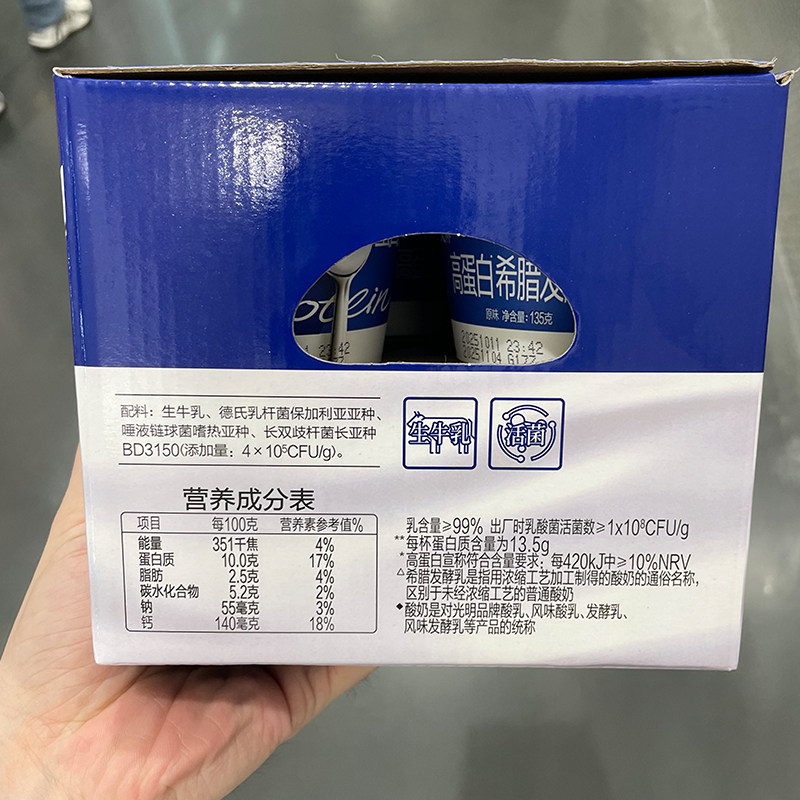 otein
高蛋白希腊发
原味 净含量:135克
23:42
20251011 23:42
20251104 G1ZZ
配料：生牛乳、德氏乳杆菌保加利亚亚种、
唾液链球菌嗜热亚种、长双歧杆菌长亚种
BD3150(添加量：4×10⁵CFU/g)。
生牛乳
活菌
营养成分表
项目 每100克 营养素参考值%
能量 351千焦 4%
蛋白质 10.0克 17%
脂肪 2.5克 4%
碳水化合物 5.2克 2%
钠 55毫克 3%
钙 140毫克 18%
乳含量≥99% 出厂时乳酸菌活菌数≥1x10⁸CFU/g
**每杯蛋白质含量为13.5g
*高蛋白宣称符合含量要求：每420kJ中≥10%NRV
△希腊发酵乳是指用浓缩工艺加工制得的酸奶的通俗名称，
区别于未经浓缩工艺的普通酸奶
◆酸奶是对光明品牌酸乳、风味酸乳、发酵乳、
风味发酵乳等产品的统称